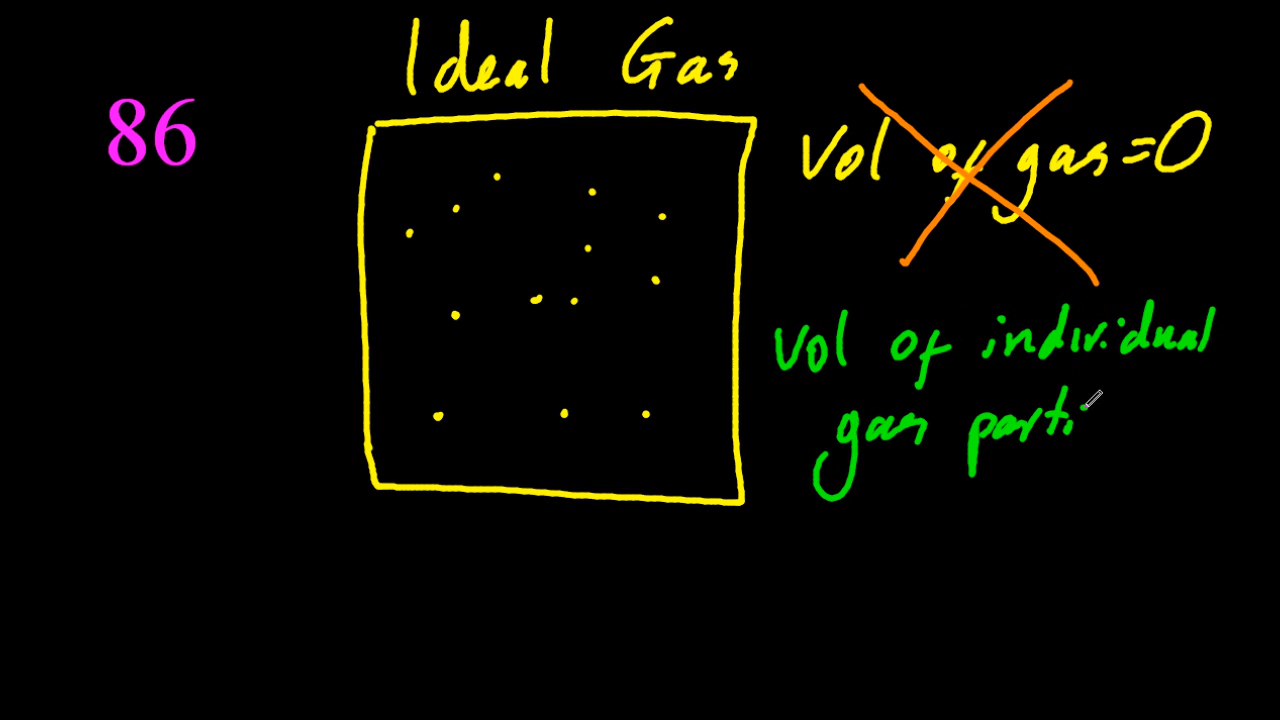 Ideal Gas
86
Vol of gas=0
Vol of individual
gas parti